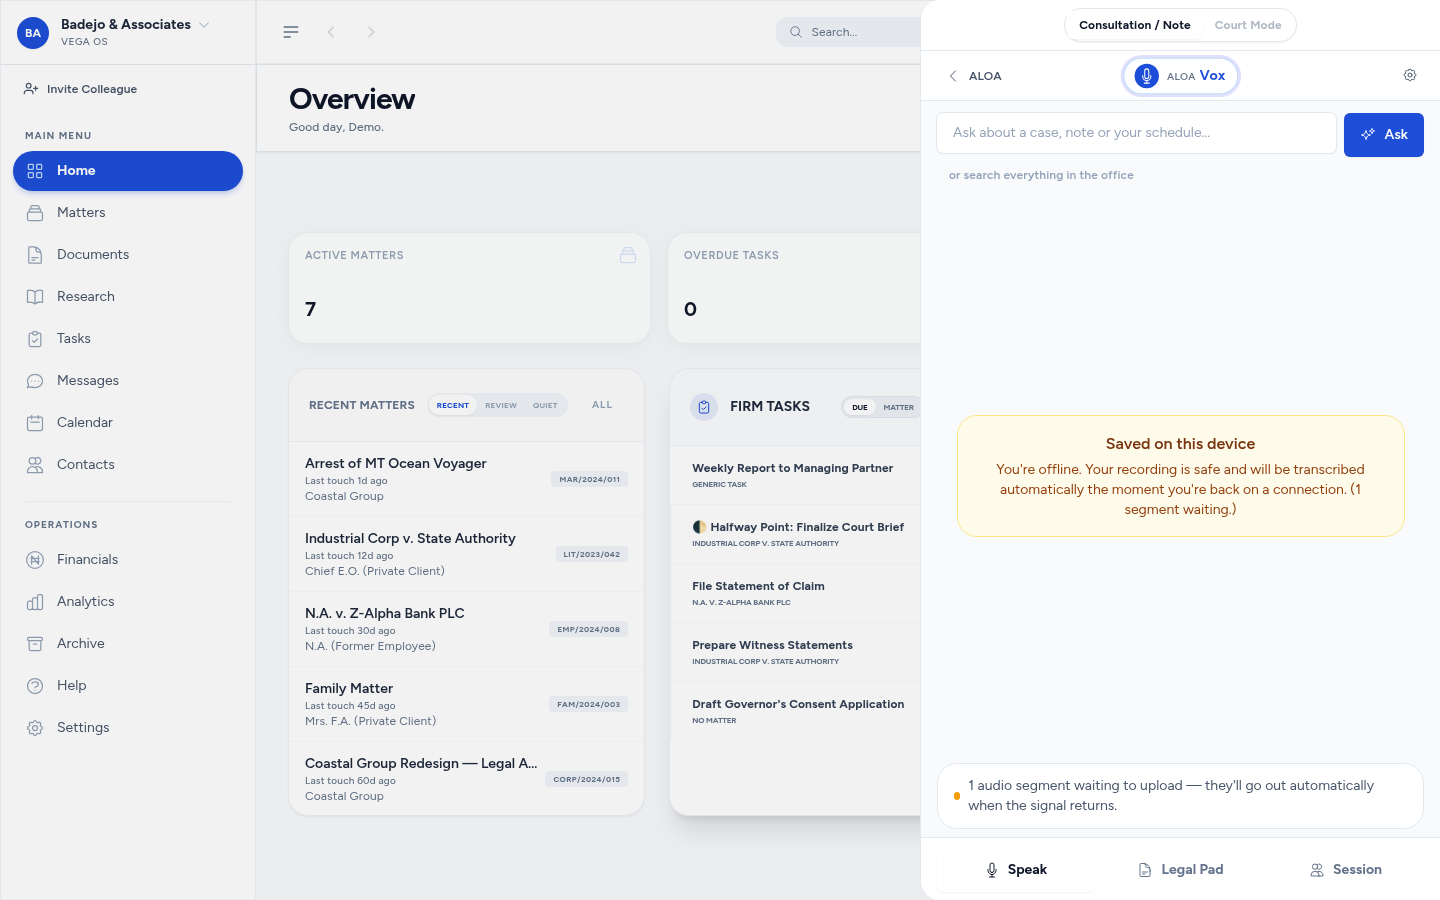 BA
Badejo & Associates
VEGA OS
Invite Colleague
MAIN MENU
Home
Matters
Documents
Research
Tasks
Messages
Calendar
Contacts
OPERATIONS
Financials
Analytics
Archive
Help
Settings
Search...
Overview
Good day, Demo.
ACTIVE MATTERS
7
OVERDUE TASKS
0
RECENT MATTERS
RECENT REVIEW QUIET
ALL
Arrest of MT Ocean Voyager
Last touch 1d ago
Coastal Group
MAR/2024/011
Industrial Corp v. State Authority
Last touch 12d ago
Chief E.O. (Private Client)
LIT/2023/042
N.A. v. Z-Alpha Bank PLC
Last touch 30d ago
N.A. (Former Employee)
EMP/2024/008
Family Matter
Last touch 45d ago
Mrs. F.A. (Private Client)
FAM/2024/003
Coastal Group Redesign — Legal A...
Last touch 60d ago
Coastal Group
CORP/2024/015
FIRM TASKS
DUE MATTER
Weekly Report to Managing Partner
GENERIC TASK
🌓 Halfway Point: Finalize Court Brief
INDUSTRIAL CORP V. STATE AUTHORITY
File Statement of Claim
N.A. V. Z-ALPHA BANK PLC
Prepare Witness Statements
INDUSTRIAL CORP V. STATE AUTHORITY
Draft Governor's Consent Application
NO MATTER
Consultation / Note
Court Mode
ALOA
ALOA Vox
Ask about a case, note or your schedule...
Ask
or search everything in the office
Saved on this device
You're offline. Your recording is safe and will be transcribed
automatically the moment you're back on a connection. (1
segment waiting.)
1 audio segment waiting to upload — they'll go out automatically
when the signal returns.
Speak
Legal Pad
Session